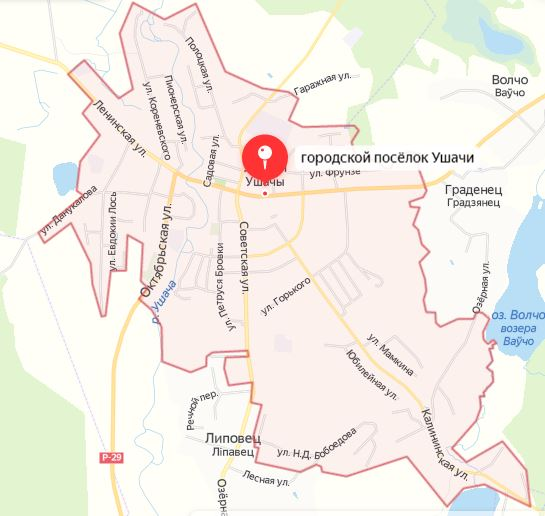 Полоцкая ул.
Гаражная ул.
Волчо
Ваўчо
Пионерская ул.
ул. Кореневского
Ленинская ул.
Садовая ул.
городской посёлок Ушачи
ул. Фрунзе
Ушачы
Граденец
Градзянец
ул. Данукалова
ул. Евдокии Лось
Октябрьская ул.
р. Ушача
ул. Петруся Бровки
Советская ул.
ул. Горького
Озёрная ул.
оз. Волчо
возера
Ваўчо
ул. Мамкина
Юбилейная ул.
Речной пер.
Калининская ул.
Липовец
Ліпавец
ул. Н.Д. Бобоедова
Р-29
Лесная ул.
Озёрная